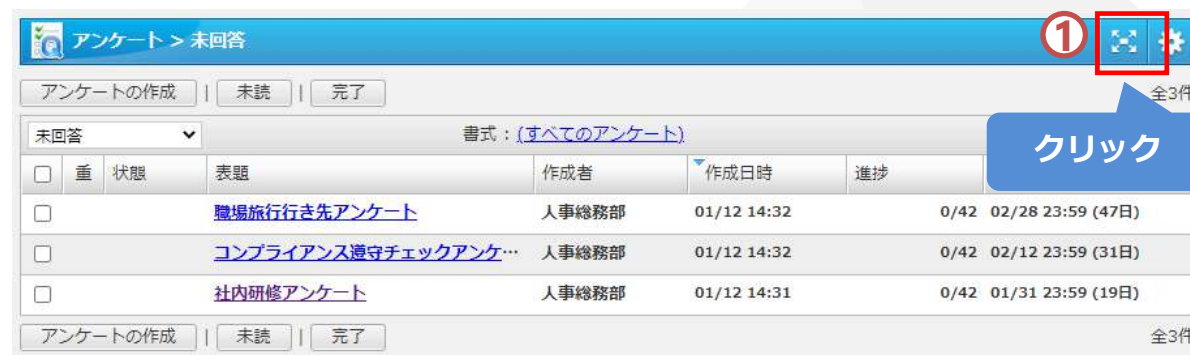 アンケート > 未回答
①
アンケートの作成 | 未読 | 完了
全3件
未回答
書式：(すべてのアンケート)
クリック
重 状態 表題 作成者 作成日時 進捗
職場旅行行き先アンケート 人事総務部 01/12 14:32 0/42 02/28 23:59 (47日)
コンプライアンス遵守チェックアンケ… 人事総務部 01/12 14:32 0/42 02/12 23:59 (31日)
社内研修アンケート 人事総務部 01/12 14:31 0/42 01/31 23:59 (19日)
アンケートの作成 | 未読 | 完了
全3件